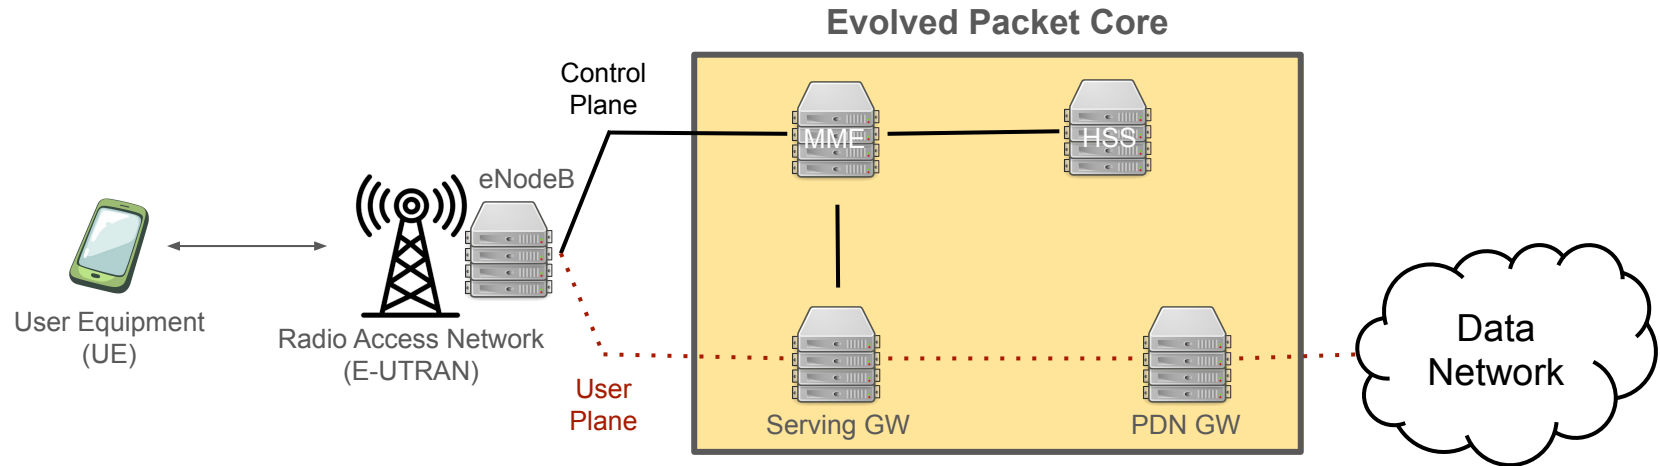 Evolved Packet Core
Control
Plane
MME
HSS
eNodeB
User Equipment
(UE)
Radio Access Network
(E-UTRAN)
User
Plane
Serving GW
PDN GW
Data
Network